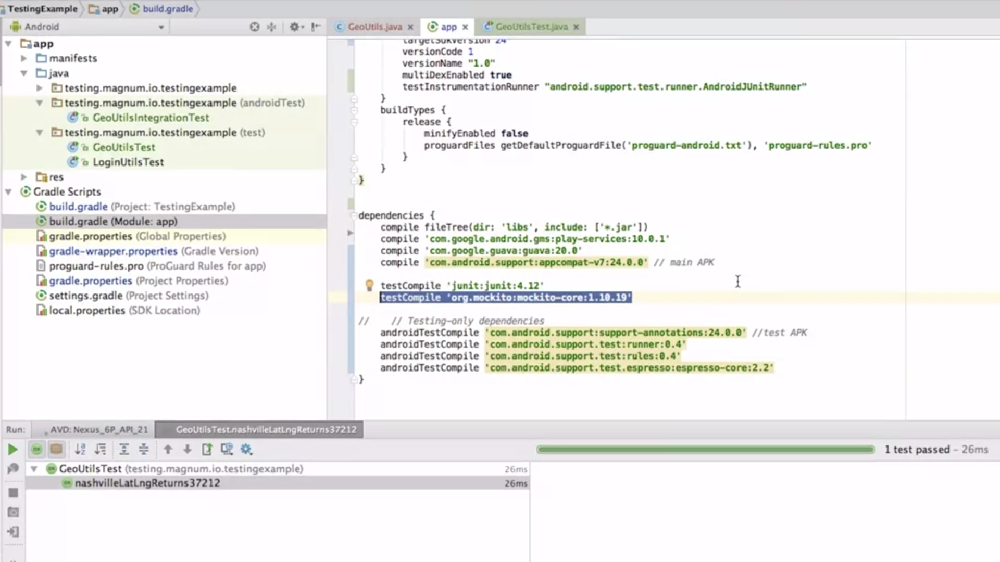 TestingExample app build.gradle
Android
app
manifests
java
testing.magnum.io.testingexample
testing.magnum.io.testingexample (androidTest)
GeoUtilsIntegrationTest
testing.magnum.io.testingexample (test)
GeoUtilsTest
LoginUtilsTest
res
Gradle Scripts
build.gradle (Project: TestingExample)
build.gradle (Module: app)
gradle.properties (Global Properties)
gradle-wrapper.properties (Gradle Version)
proguard-rules.pro (ProGuard Rules for app)
gradle.properties (Project Properties)
settings.gradle (Project Settings)
local.properties (SDK Location)
GeoUtils.java app GeoUtilsTest.java
targetSdkVersion 24
versionCode 1
versionName "1.0"
multiDexEnabled true
testInstrumentationRunner "android.support.test.runner.AndroidJUnitRunner"
}
buildTypes {
release {
minifyEnabled false
proguardFiles getDefaultProguardFile('proguard-android.txt'), 'proguard-rules.pro'
}
}
}
dependencies {
compile fileTree(dir: 'libs', include: ['*.jar'])
compile 'com.google.android.gms:play-services:10.0.1'
compile 'com.google.guava:guava:20.0'
compile 'com.android.support:appcompat-v7:24.0.0' // main APK
testCompile 'junit:junit:4.12'
testCompile 'org.mockito:mockito-core:1.10.19'
// // Testing-only dependencies
androidTestCompile 'com.android.support:support-annotations:24.0.0' //test APK
androidTestCompile 'com.android.support.test:runner:0.4'
androidTestCompile 'com.android.support.test:rules:0.4'
androidTestCompile 'com.android.support.test.espresso:espresso-core:2.2'
}
Run: AVD: Nexus_6P_API_21 GeoUtilsTest.nashvilleLatLngReturns37212
1 test passed – 26ms
GeoUtilsTest (testing.magnum.io.testingexample) 26ms
nashvilleLatLngReturns37212 26ms